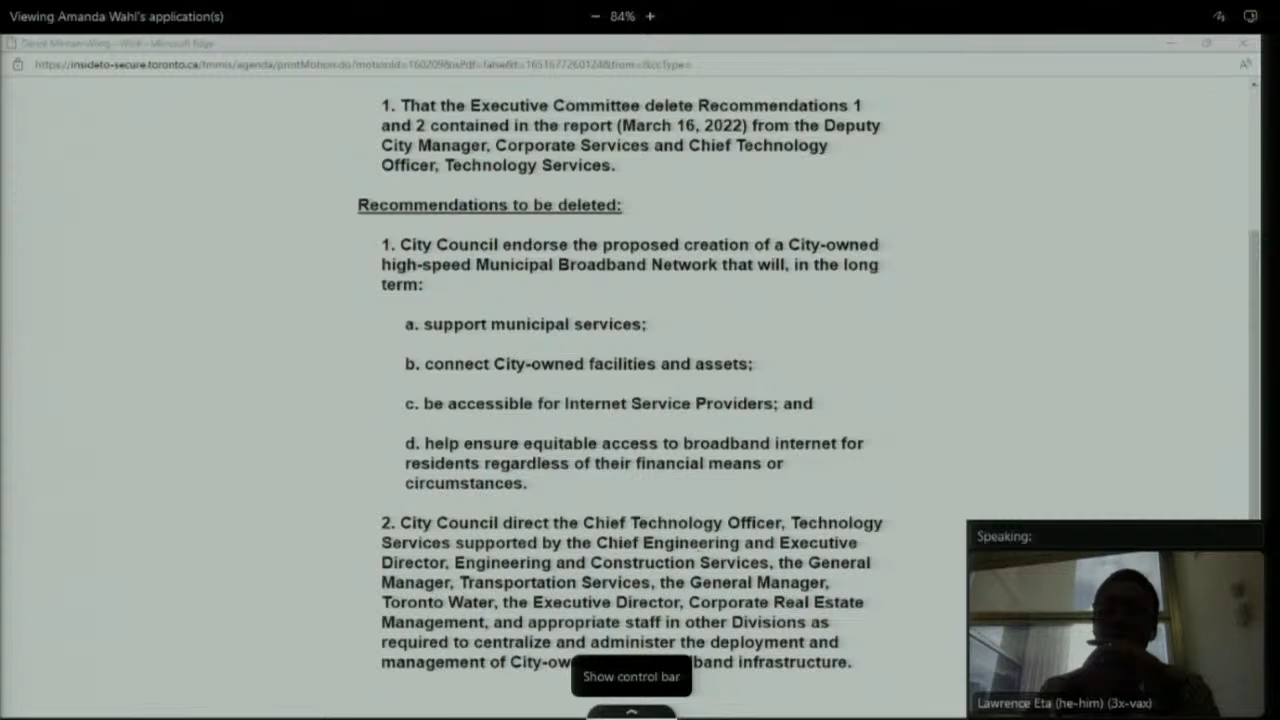 Viewing Amanda Wahl's application(s)
— 84% +
1. That the Executive Committee delete Recommendations 1
and 2 contained in the report (March 16, 2022) from the Deputy
City Manager, Corporate Services and Chief Technology
Officer, Technology Services.
Recommendations to be deleted:
1. City Council endorse the proposed creation of a City-owned
high-speed Municipal Broadband Network that will, in the long
term:
a. support municipal services;
b. connect City-owned facilities and assets;
c. be accessible for Internet Service Providers; and
d. help ensure equitable access to broadband internet for
residents regardless of their financial means or
circumstances.
2. City Council direct the Chief Technology Officer, Technology
Services supported by the Chief Engineering and Executive
Director, Engineering and Construction Services, the General
Manager, Transportation Services, the General Manager,
Toronto Water, the Executive Director, Corporate Real Estate
Management, and appropriate staff in other Divisions as
required to centralize and administer the deployment and
management of City-ow band infrastructure.
Show control bar
Speaking:
Lawrence Eta (he-him) (3x-vax)